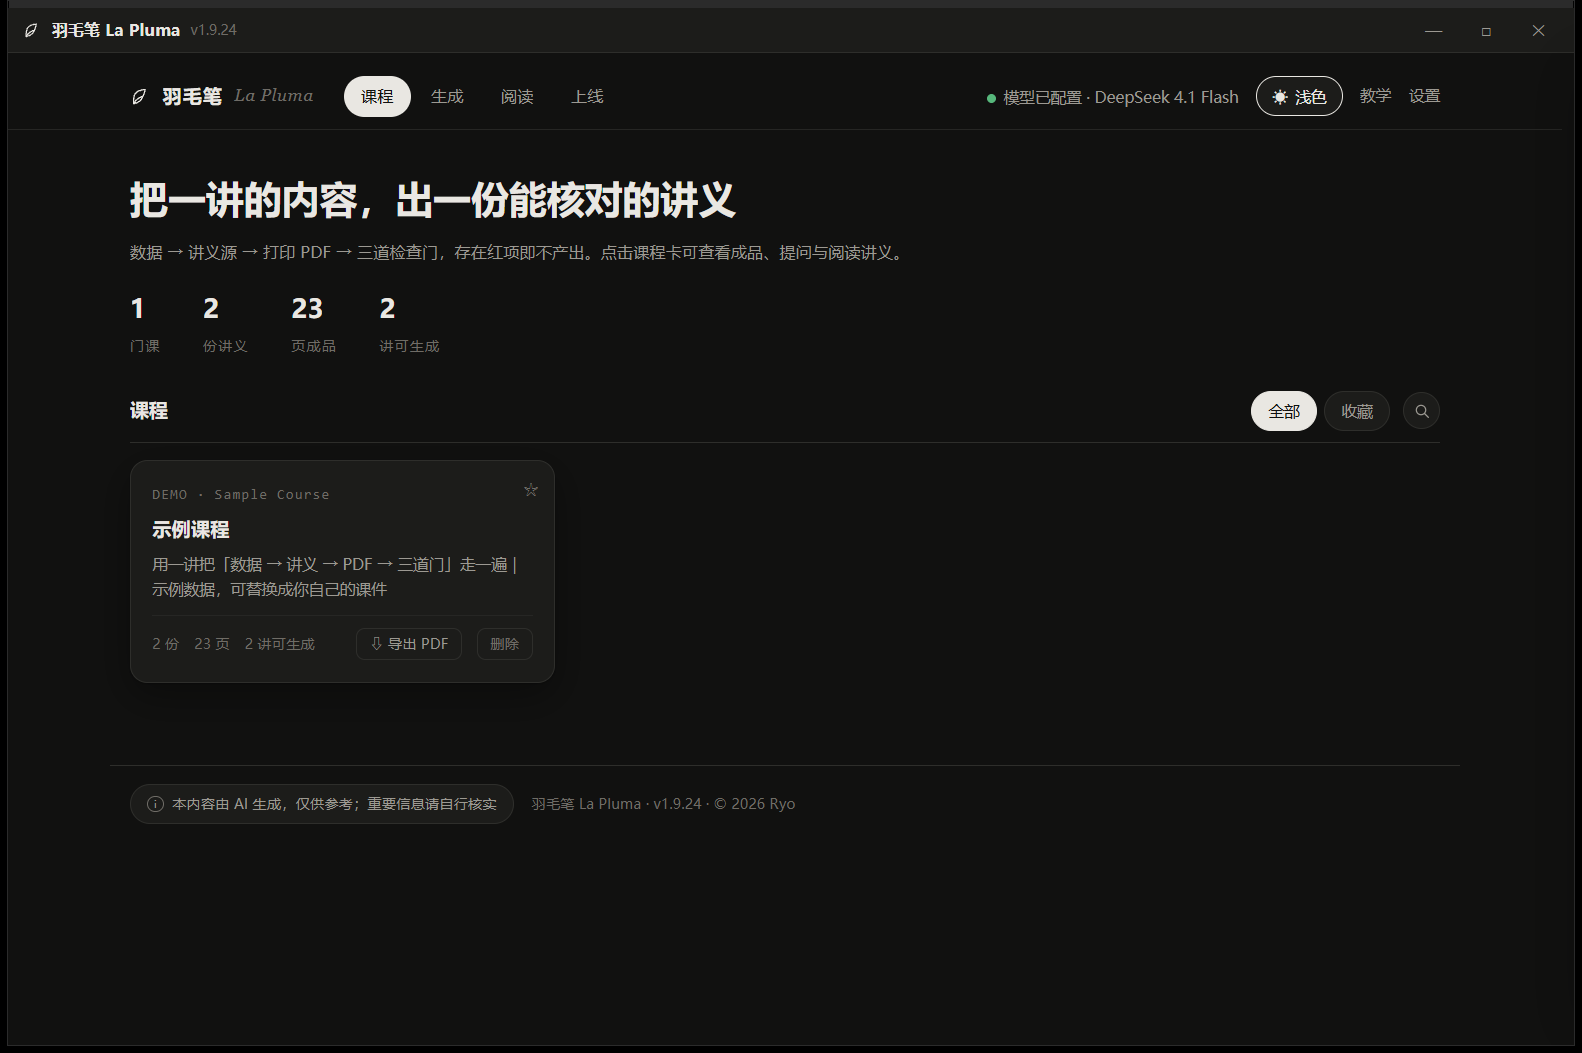 羽毛笔 La Pluma v1.9.24
羽毛笔 La Pluma 课程 生成 阅读 上线 模型已配置 · DeepSeek 4.1 Flash 浅色 教学 设置
把一讲的内容，出一份能核对的讲义
数据 → 讲义源 → 打印 PDF → 三道检查门，存在红项即不产出。点击课程卡可查看成品、提问与阅读讲义。
1 2 23 2
门课 份讲义 页成品 讲可生成
课程 全部 收藏
DEMO · Sample Course
示例课程
用一讲把「数据 → 讲义 → PDF → 三道门」走一遍 |
示例数据，可替换成你自己的课件
2 份 23 页 2 讲可生成 导出 PDF 删除
本内容由 AI 生成，仅供参考；重要信息请自行核实 羽毛笔 La Pluma · v1.9.24 · © 2026 Ryo